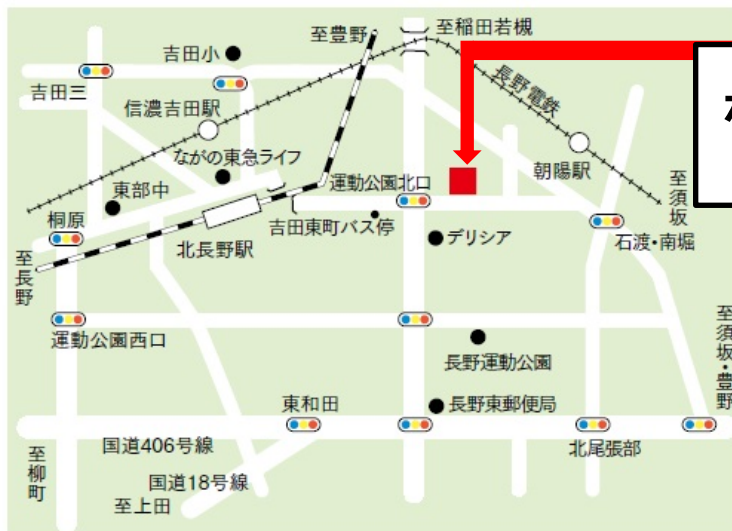 至豊野
至稲田若槻
吉田小
吉田三
長野電鉄
信濃吉田駅
ながの東急ライフ
朝陽駅
東部中
運動公園北口
至須坂
桐原
吉田東町バス停
石渡・南堀
北長野駅
デリシア
至長野
運動公園西口
長野運動公園
至須坂・豊野
東和田
長野東郵便局
国道406号線
北尾張部
至柳町
国道18号線
至上田